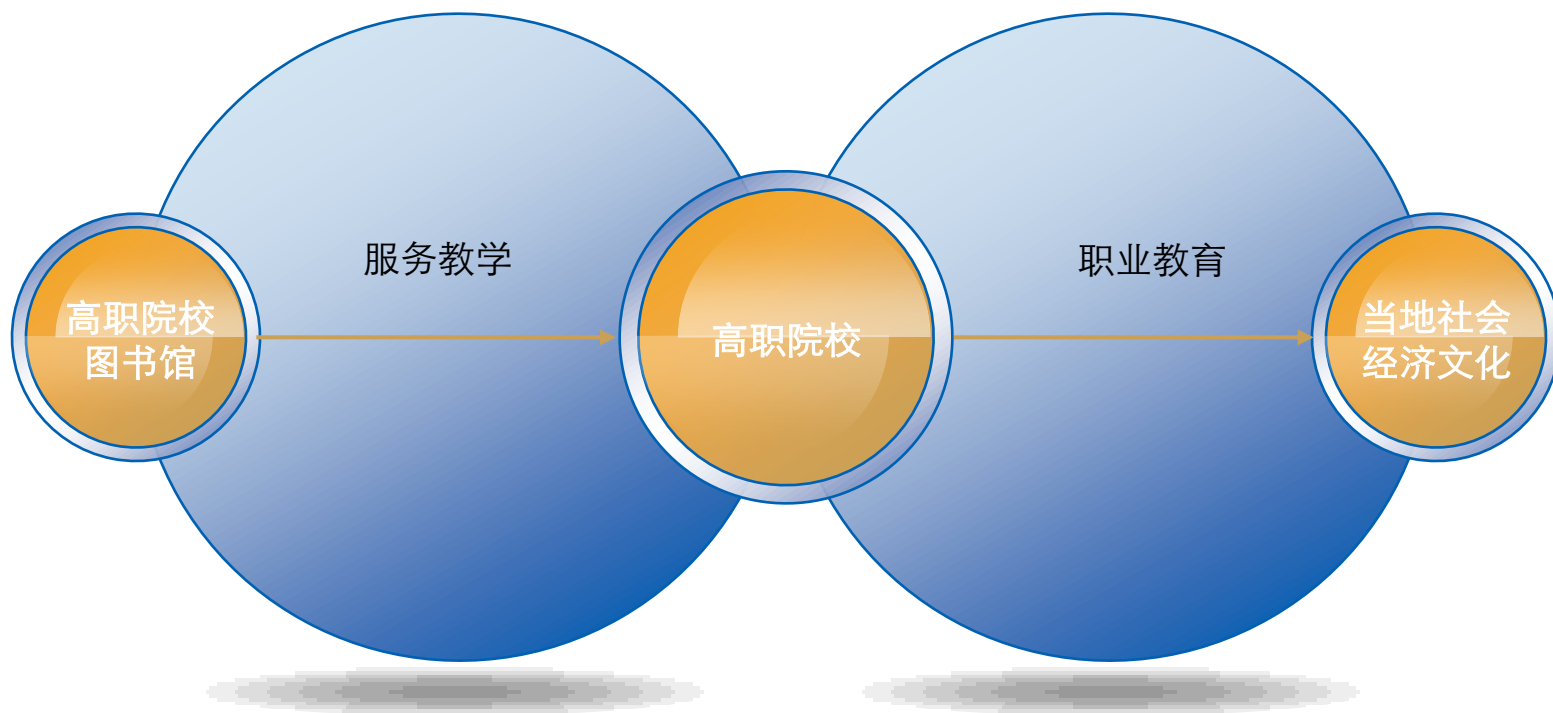 服务教学
职业教育
高职院校
图书馆
高职院校
当地社会
经济文化